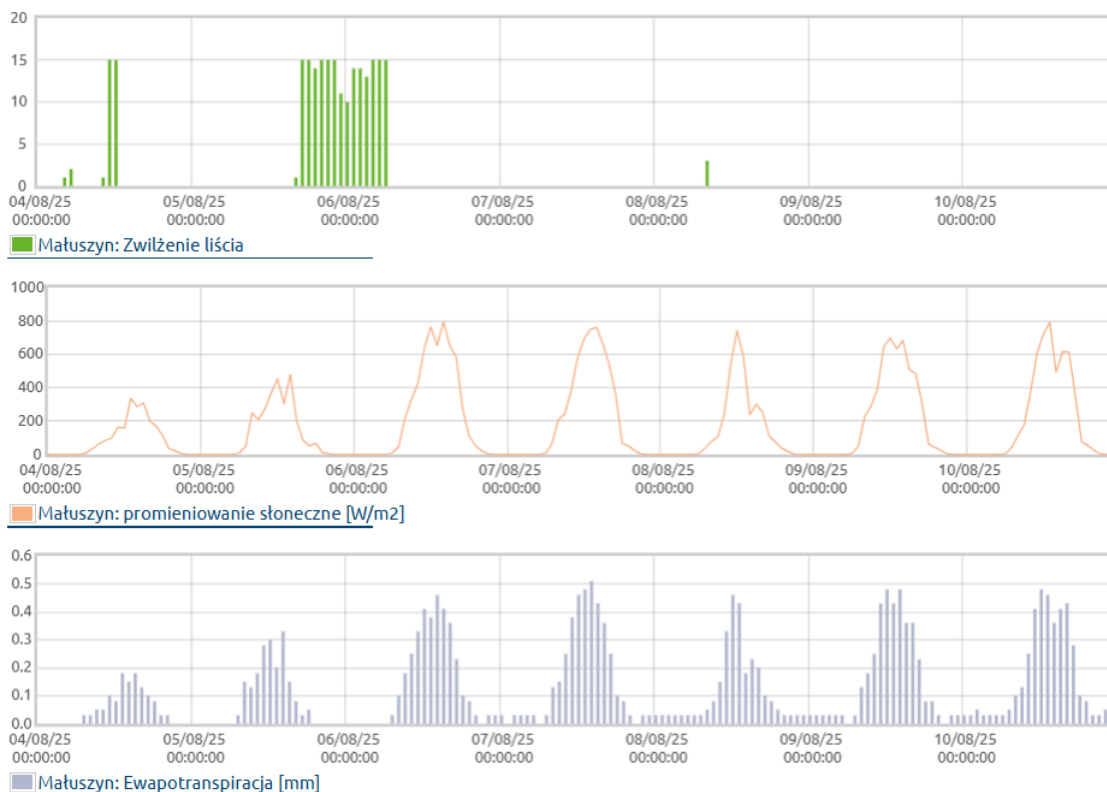 20
15
10
5
0
04/08/25 05/08/25 06/08/25 07/08/25 08/08/25 09/08/25 10/08/25
00:00:00 00:00:00 00:00:00 00:00:00 00:00:00 00:00:00 00:00:00
Małuszyn: Zwilżenie liścia
1000
800
600
400
200
0
04/08/25 05/08/25 06/08/25 07/08/25 08/08/25 09/08/25 10/08/25
00:00:00 00:00:00 00:00:00 00:00:00 00:00:00 00:00:00 00:00:00
Małuszyn: promieniowanie słoneczne [W/m2]
0.6
0.5
0.4
0.3
0.2
0.1
0.0
04/08/25 05/08/25 06/08/25 07/08/25 08/08/25 09/08/25 10/08/25
00:00:00 00:00:00 00:00:00 00:00:00 00:00:00 00:00:00 00:00:00
Małuszyn: Ewapotranspiracja [mm]